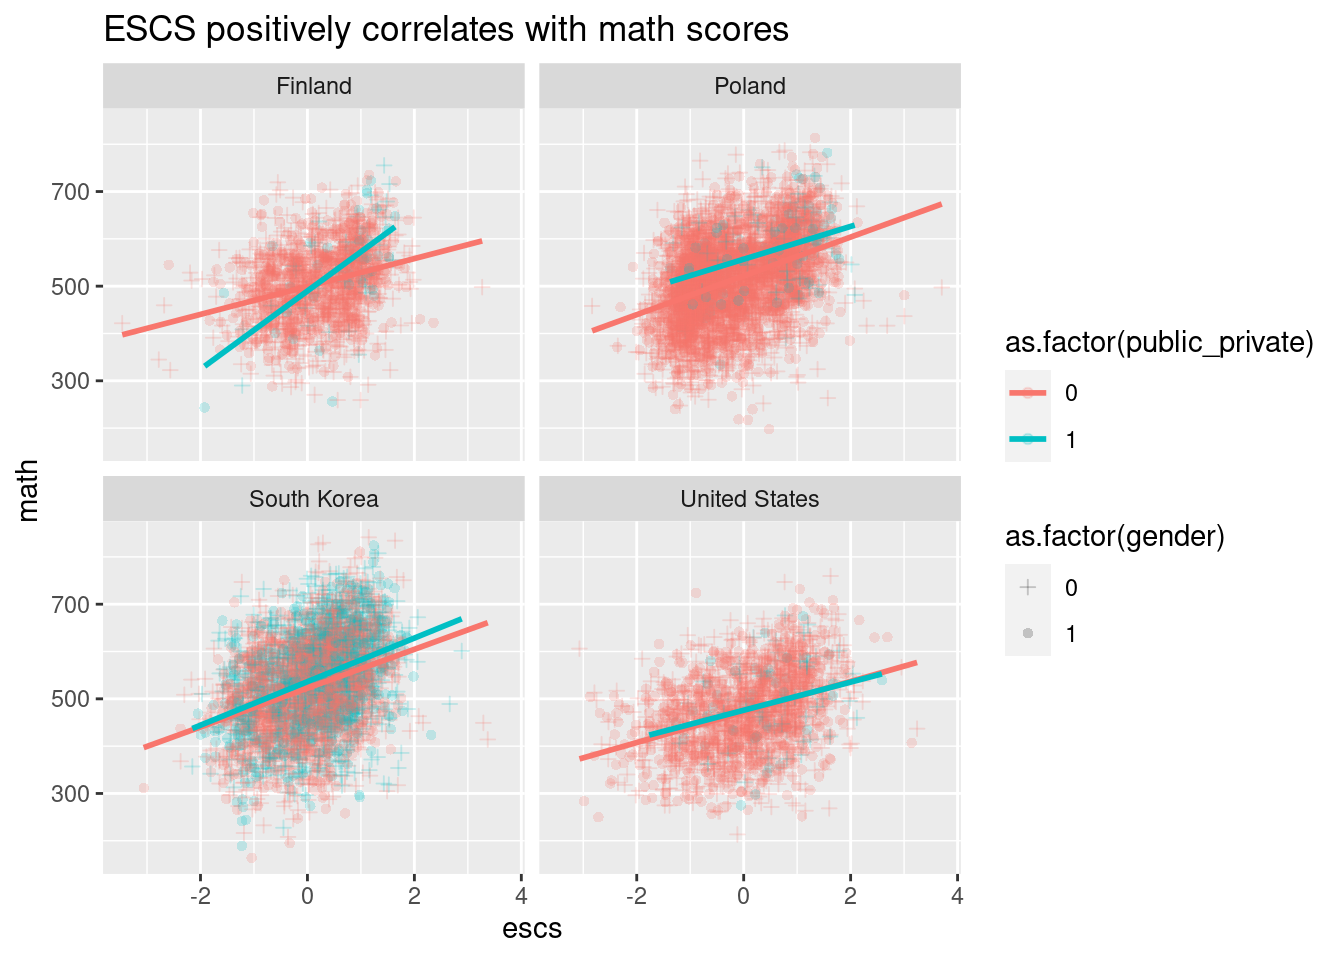 ESCS positively correlates with math scores
Finland
Poland
700
500
300
South Korea
United States
700
500
300
-2 0 2 4
-2 0 2 4
escs
math
as.factor(public_private)
0
1
as.factor(gender)
0
1